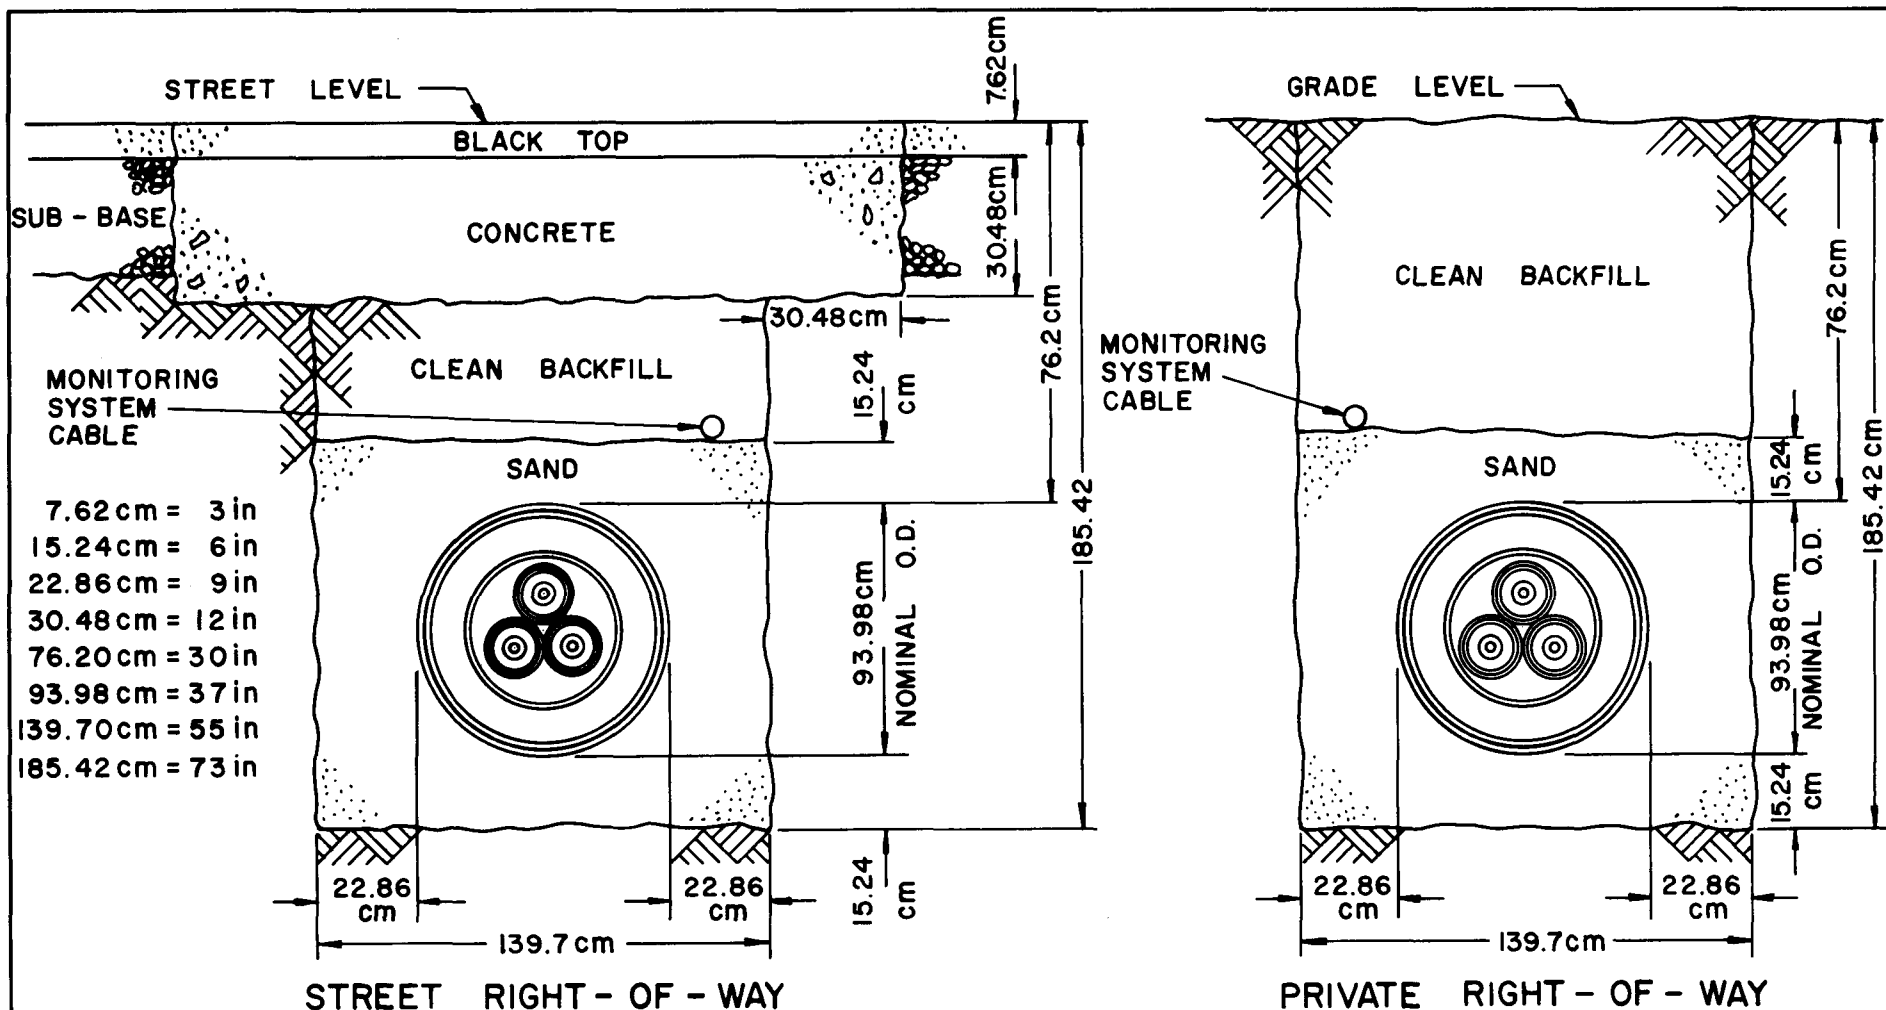 STREET LEVEL
7.62cm
BLACK TOP
SUB - BASE
CONCRETE
30.48cm
30.48cm
76.2cm
185.42
CLEAN BACKFILL
15.24
cm
MONITORING
SYSTEM
CABLE
SAND
7.62cm = 3in
15.24cm = 6in
22.86cm = 9in
30.48cm = 12in
76.20cm = 30in
93.98cm = 37in
139.70cm = 55in
185.42cm = 73in
93.98cm
NOMINAL O.D.
22.86
cm
22.86
cm
15.24
cm
139.7cm
STREET RIGHT - OF - WAY
GRADE LEVEL
CLEAN BACKFILL
76.2cm
MONITORING
SYSTEM
CABLE
SAND
15.24
cm
185.42cm
93.98cm
NOMINAL O.D.
15.24
cm
22.86
cm
22.86
cm
139.7cm
PRIVATE RIGHT - OF - WAY